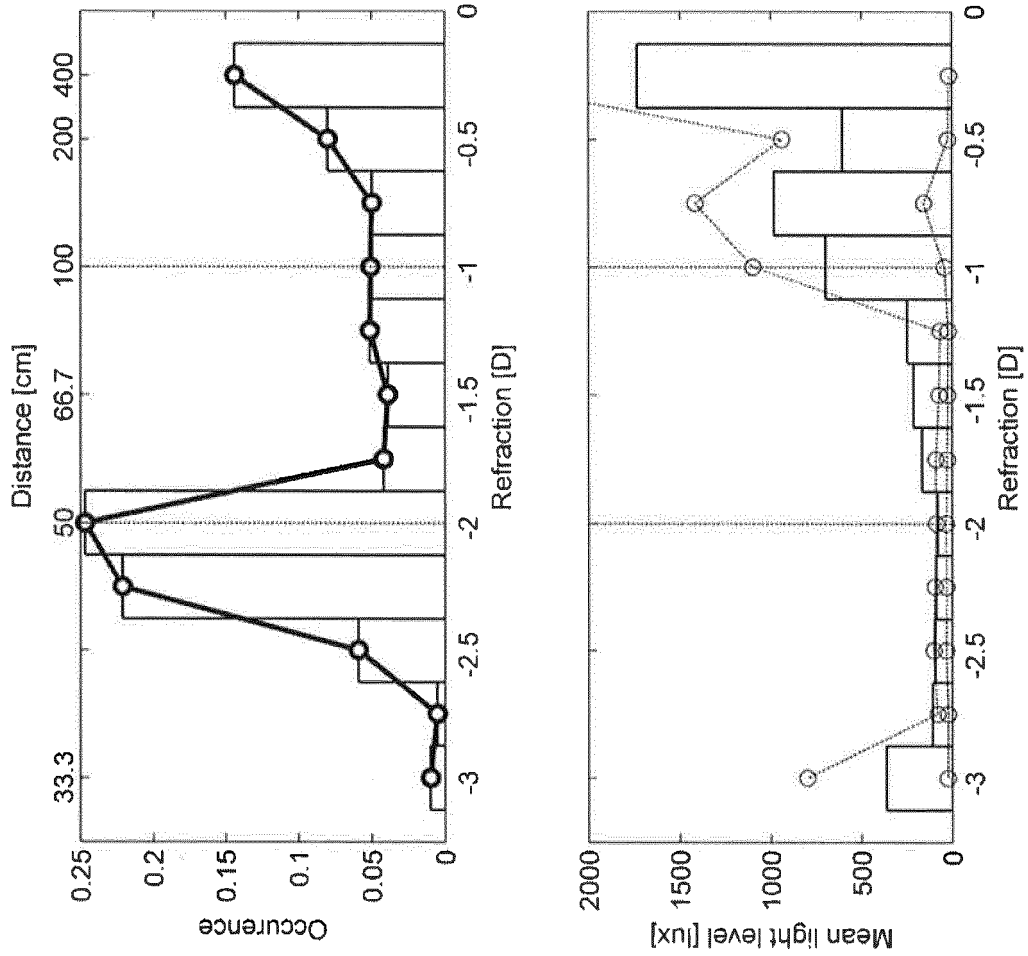 Distance [cm]
33.3 50 66.7 100 200 400
0.25
0.2
0.15
0.1
0.05
0
Occurence
-3 -2.5 -2 -1.5 -1 -0.5 0
Refraction [D]
2000
1500
1000
500
0
Mean light level [lux]
-3 -2.5 -2 -1.5 -1 -0.5 0
Refraction [D]